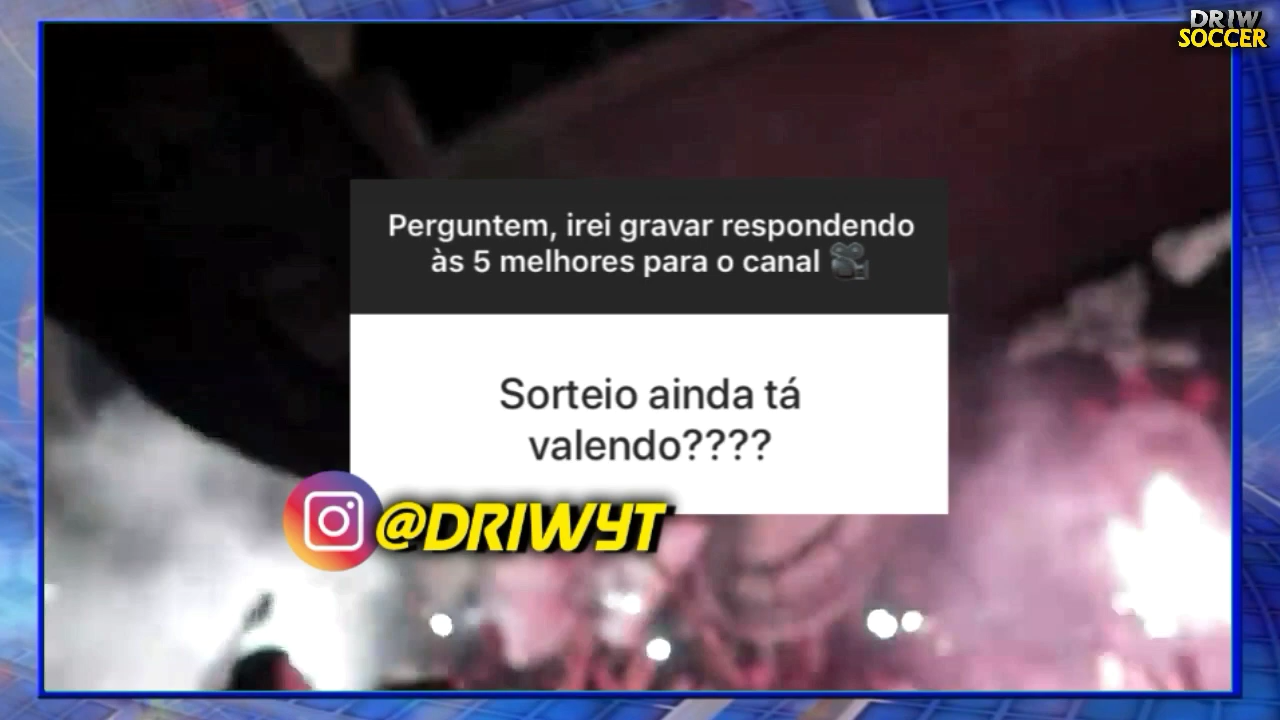 DRIW
SOCCER
Perguntem, irei gravar respondendo
às 5 melhores para o canal 🎥
Sorteio ainda tá
valendo????
@DRIWYT